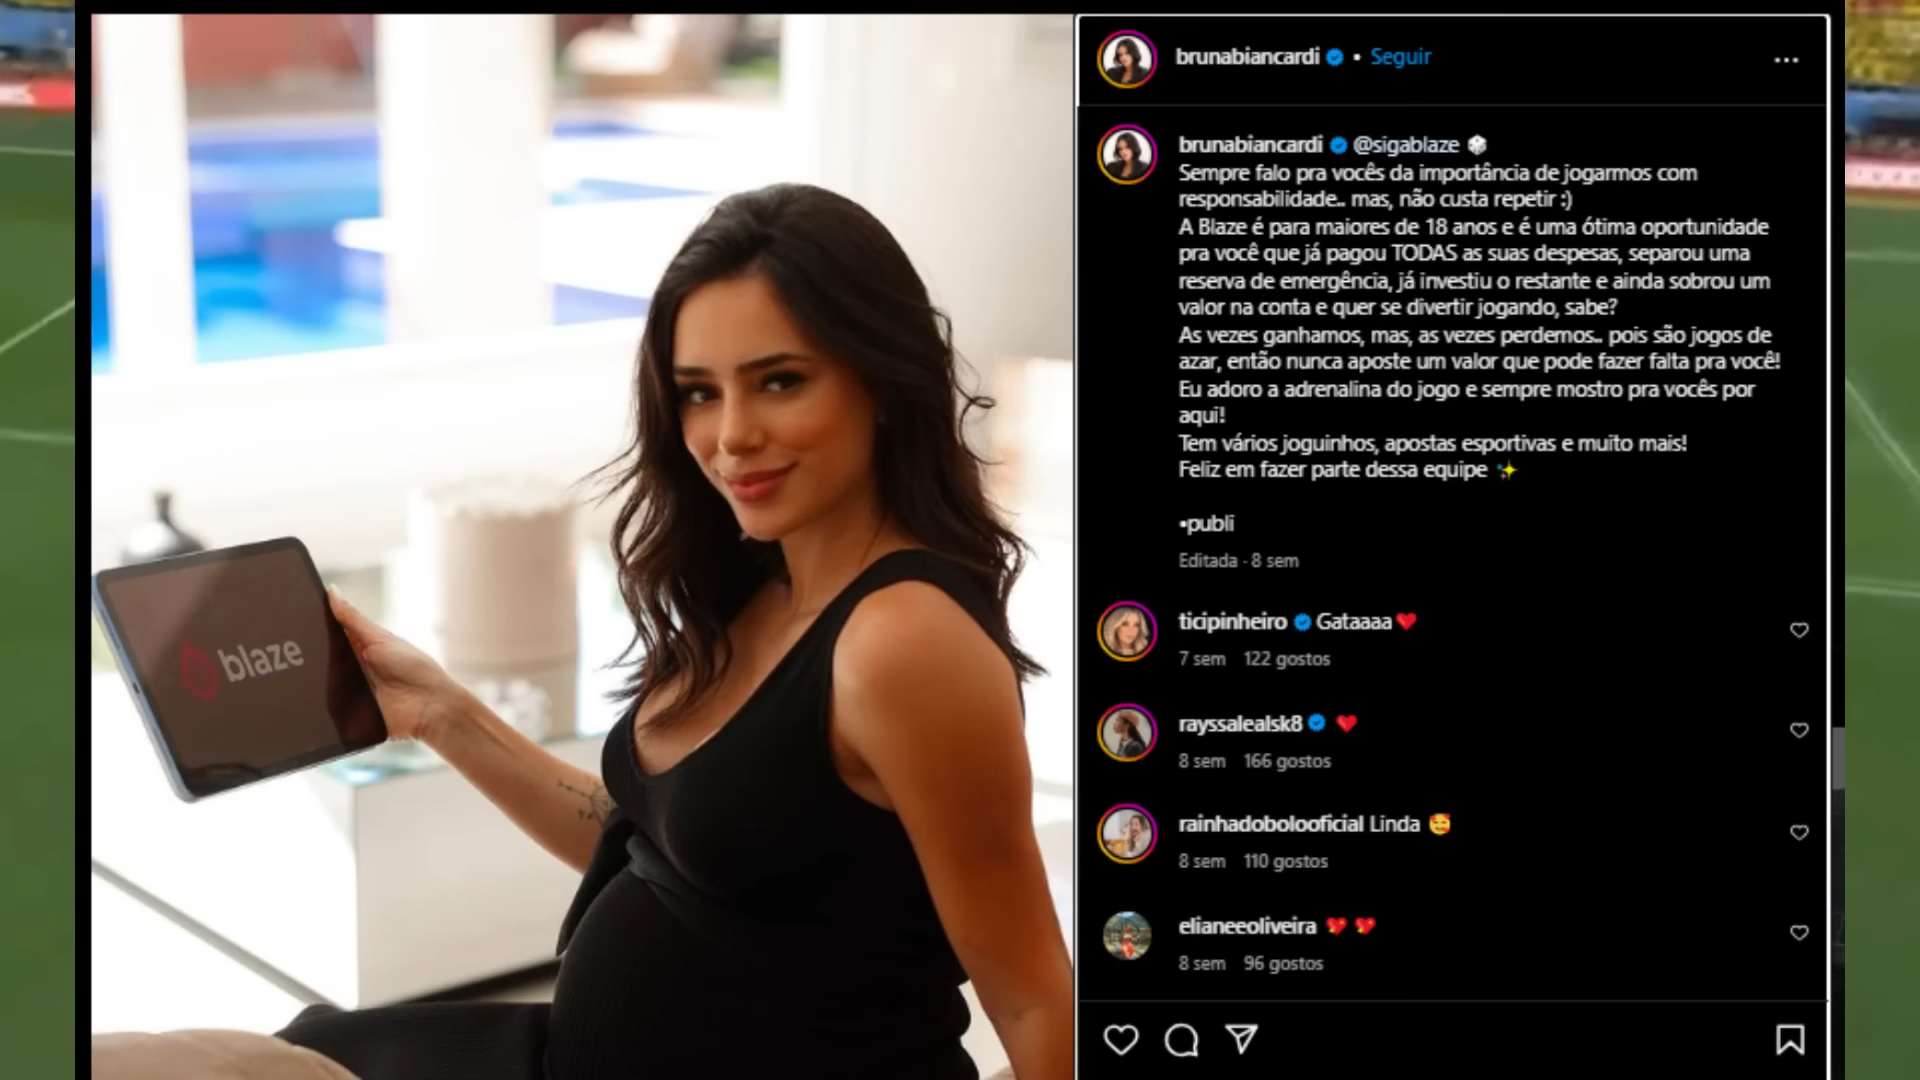 blaze
brunabiancardi • Seguir
brunabiancardi @sigablaze
Sempre falo pra vocês da importância de jogarmos com
responsabilidade.. mas, não custa repetir :)
A Blaze é para maiores de 18 anos e é uma ótima oportunidade
pra você que já pagou TODAS as suas despesas, separou uma
reserva de emergência, já investiu o restante e ainda sobrou um
valor na conta e quer se divertir jogando, sabe?
As vezes ganhamos, mas, as vezes perdemos.. pois são jogos de
azar, então nunca aposte um valor que pode fazer falta pra você!
Eu adoro a adrenalina do jogo e sempre mostro pra vocês por
aqui!
Tem vários joguinhos, apostas esportivas e muito mais!
Feliz em fazer parte dessa equipe ✨
•publi
Editada · 8 sem
ticipinheiro Gataaaa❤️
7 sem 122 gostos
rayssalealsk8 ❤️
8 sem 166 gostos
rainhadobolooficial Linda 🥰
8 sem 110 gostos
elianeeoliveira 💖 💖
8 sem 96 gostos